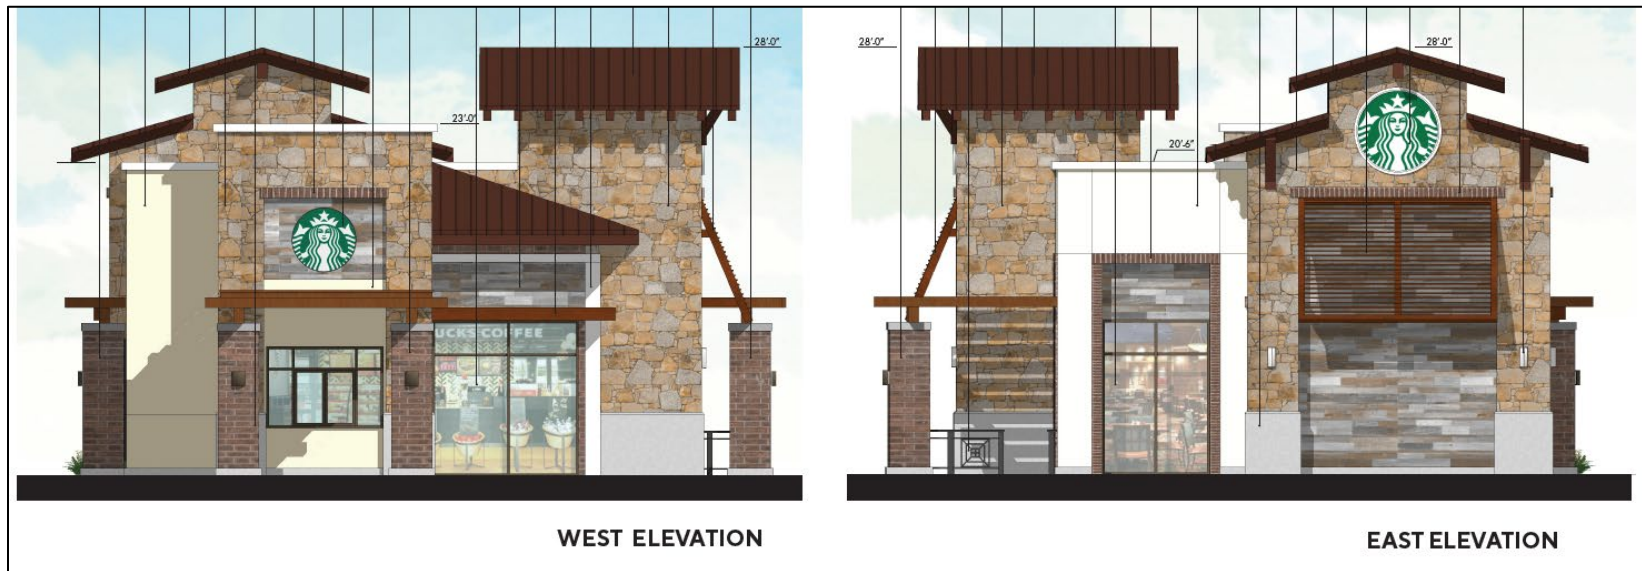 28'-0"
23'-0"
UCKS COFFEE
WEST ELEVATION
28'-0"
28'-0"
20'-6"
EAST ELEVATION